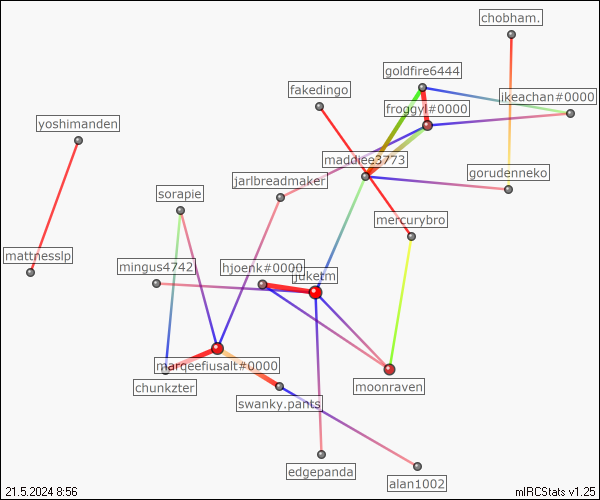 chobham.
goldfire6444
fakedingo
ikeachan#0000
froggyl#0000
yoshimanden
maddiee3773
gorudenneko
jarlbreadmaker
sorapie
mercurybro
mattnesslp
mingus4742
hjoenk#0000
juketm
marqeefiusalt#0000
chunkzter
moonraven
swanky.pants
edgepanda
alan1002
21.5.2024 8:56
mIRCStats v1.25